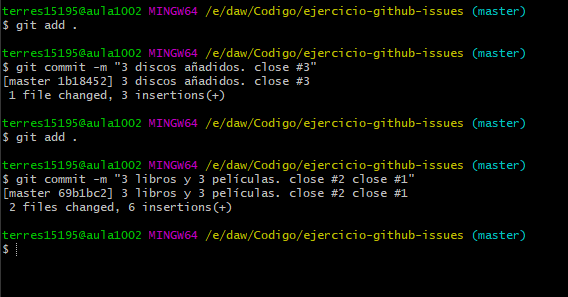 terres15195@aula1002 MINGW64 /e/daw/Codigo/ejercicio-github-issues (master)
$ git add .
terres15195@aula1002 MINGW64 /e/daw/Codigo/ejercicio-github-issues (master)
$ git commit -m "3 discos añadidos. close #3"
[master 1b18452] 3 discos añadidos. close #3
 1 file changed, 3 insertions(+)
terres15195@aula1002 MINGW64 /e/daw/Codigo/ejercicio-github-issues (master)
$ git add .
terres15195@aula1002 MINGW64 /e/daw/Codigo/ejercicio-github-issues (master)
$ git commit -m "3 libros y 3 películas. close #2 close #1"
[master 69b1bc2] 3 libros y 3 películas. close #2 close #1
 2 files changed, 6 insertions(+)
terres15195@aula1002 MINGW64 /e/daw/Codigo/ejercicio-github-issues (master)
$